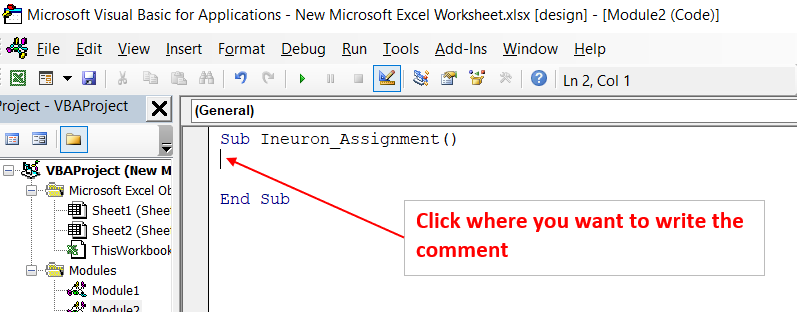 Microsoft Visual Basic for Applications - New Microsoft Excel Worksheet.xlsx [design] - [Module2 (Code)]
File Edit View Insert Format Debug Run Tools Add-Ins Window Help
Ln 2, Col 1
Project - VBAProject
(General)
Sub Ineuron_Assignment()
End Sub
VBAProject (New M
Microsoft Excel Ob
Sheet1 (Shee
Sheet2 (Shee
ThisWorkbook
Modules
Module1
Module2
Click where you want to write the
comment